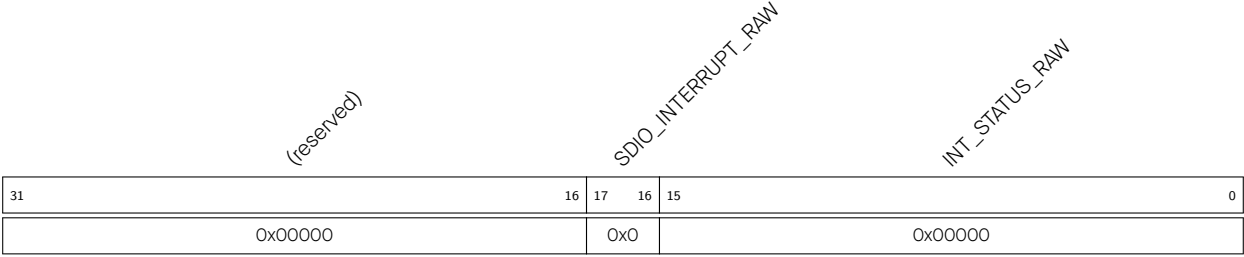 (reserved) SDIO_INTERRUPT_RAW INT_STATUS_RAW
31 16 17 16 15 0
0x00000 0x0 0x00000